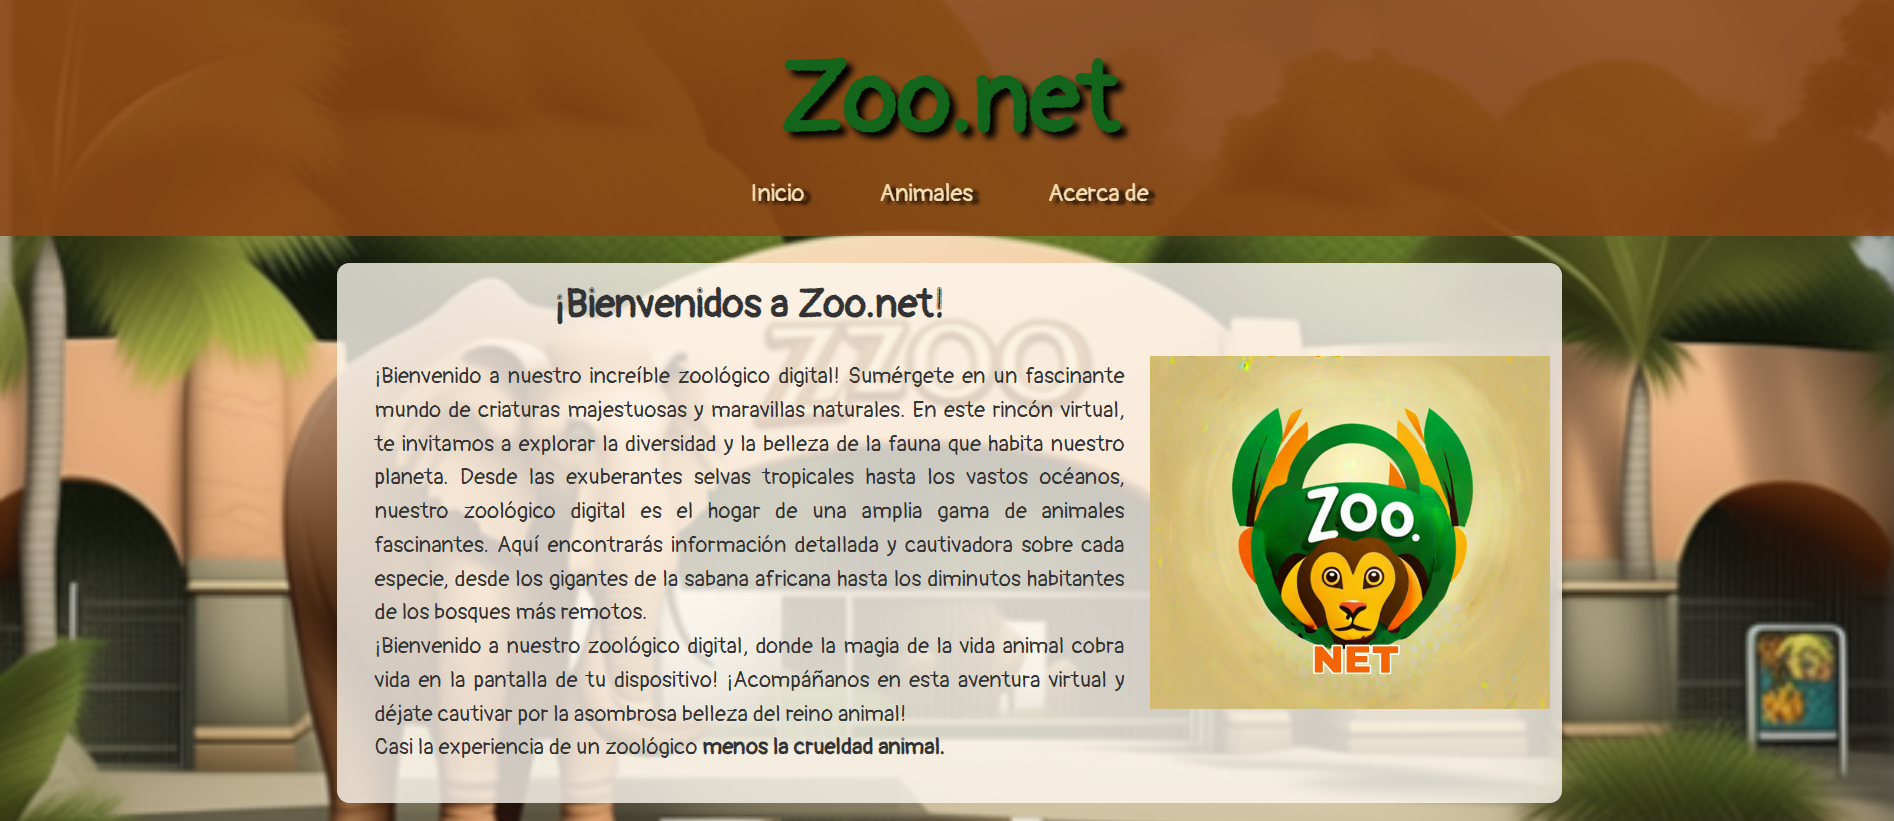 Zoo.net
Inicio Animales Acerca de
¡Bienvenidos a Zoo.net!
ZZOO
¡Bienvenido a nuestro increíble zoológico digital! Sumérgete en un fascinante
mundo de criaturas majestuosas y maravillas naturales. En este rincón virtual,
te invitamos a explorar la diversidad y la belleza de la fauna que habita nuestro
planeta. Desde las exuberantes selvas tropicales hasta los vastos océanos,
nuestro zoológico digital es el hogar de una amplia gama de animales
fascinantes. Aquí encontrarás información detallada y cautivadora sobre cada
especie, desde los gigantes de la sabana africana hasta los diminutos habitantes
de los bosques más remotos.
¡Bienvenido a nuestro zoológico digital, donde la magia de la vida animal cobra
vida en la pantalla de tu dispositivo! ¡Acompáñanos en esta aventura virtual y
déjate cautivar por la asombrosa belleza del reino animal!
Casi la experiencia de un zoológico menos la crueldad animal.
Zoo.
NET